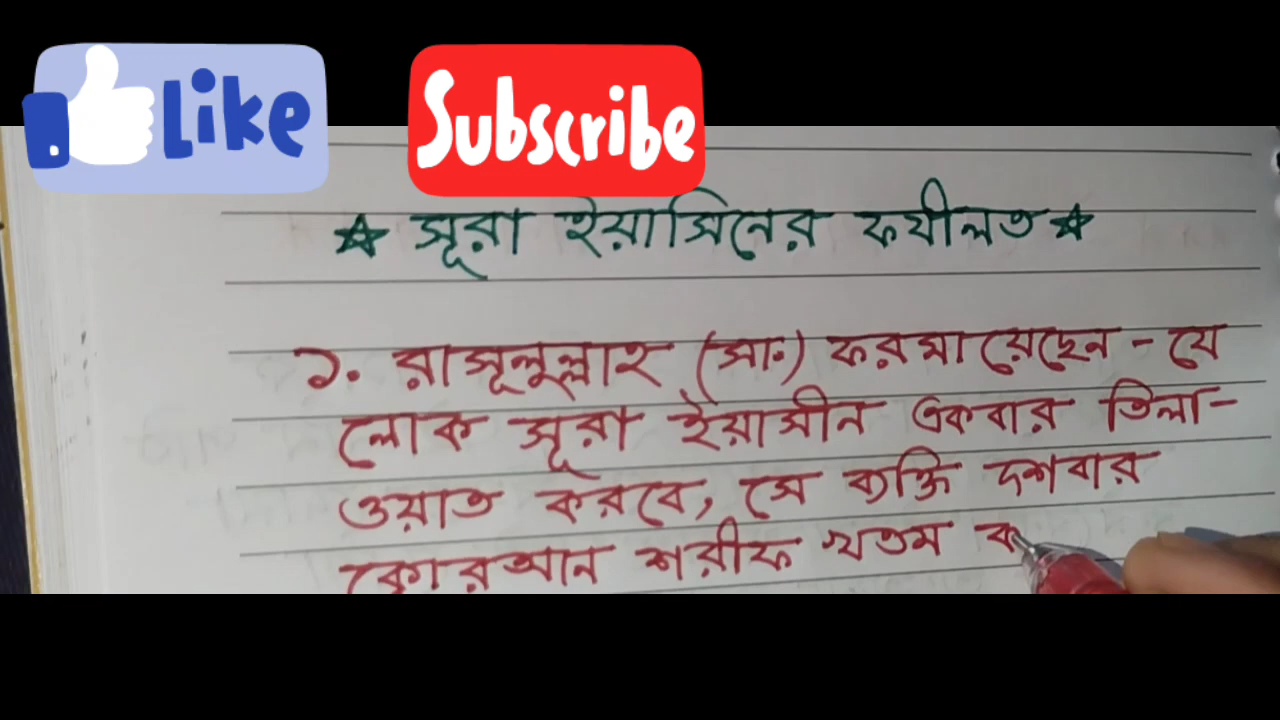 Like
Subscribe
★ সূরা ইয়াসিনের ফযীলত ★
১. রাসূলুল্লাহ (সা.) ফরমায়েছেন - যে
লোক সূরা ইয়াসীন একবার তিলা-
ওয়াত করবে, সে ব্যক্তি দশবার
কোরআন শরীফ খতম ক